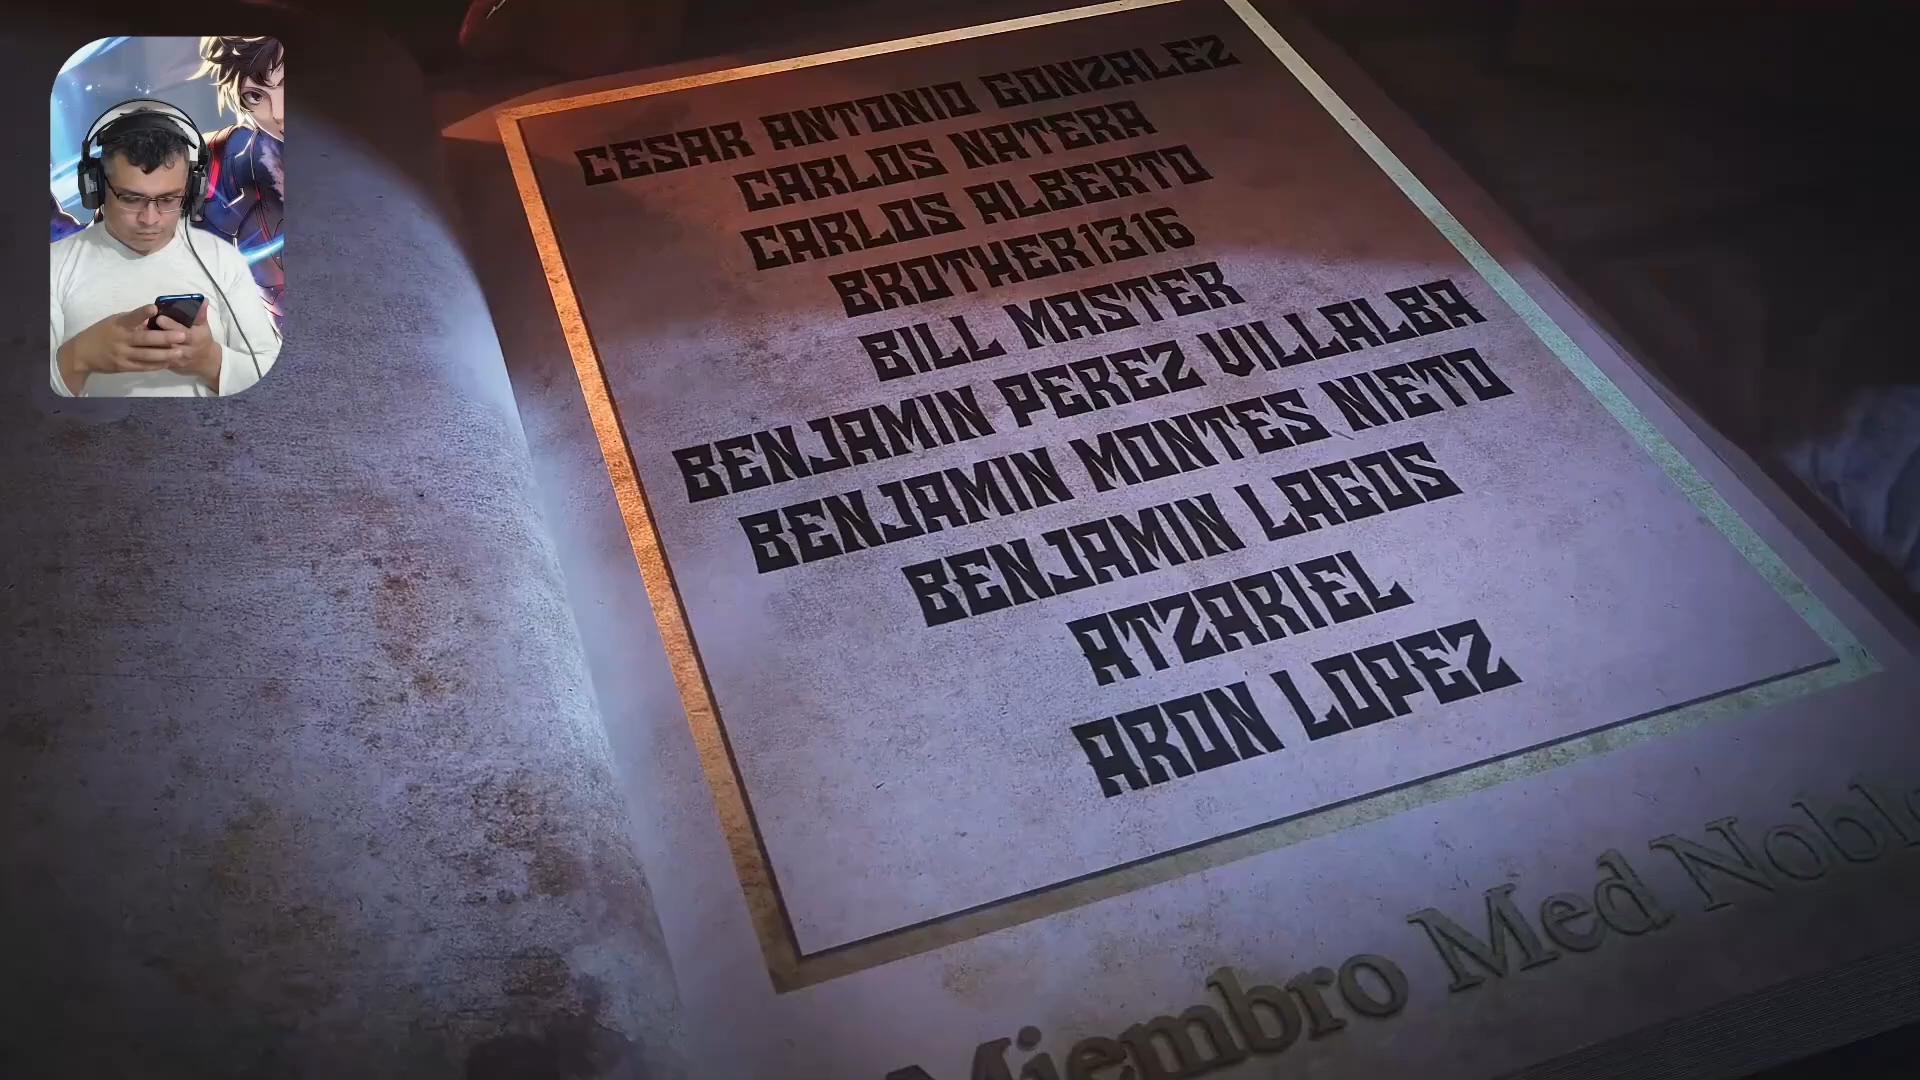 CESAR ANTONIO GONZALEZ
CARLOS NATERA
CARLOS ALBERTO
BROTHER1316
BILL MASTER
BENJAMIN PEREZ VILLALBA
BENJAMIN MONTES NIETO
BENJAMIN LAGOS
ATZARIEL
ARON LOPEZ
Miembro Med Noble